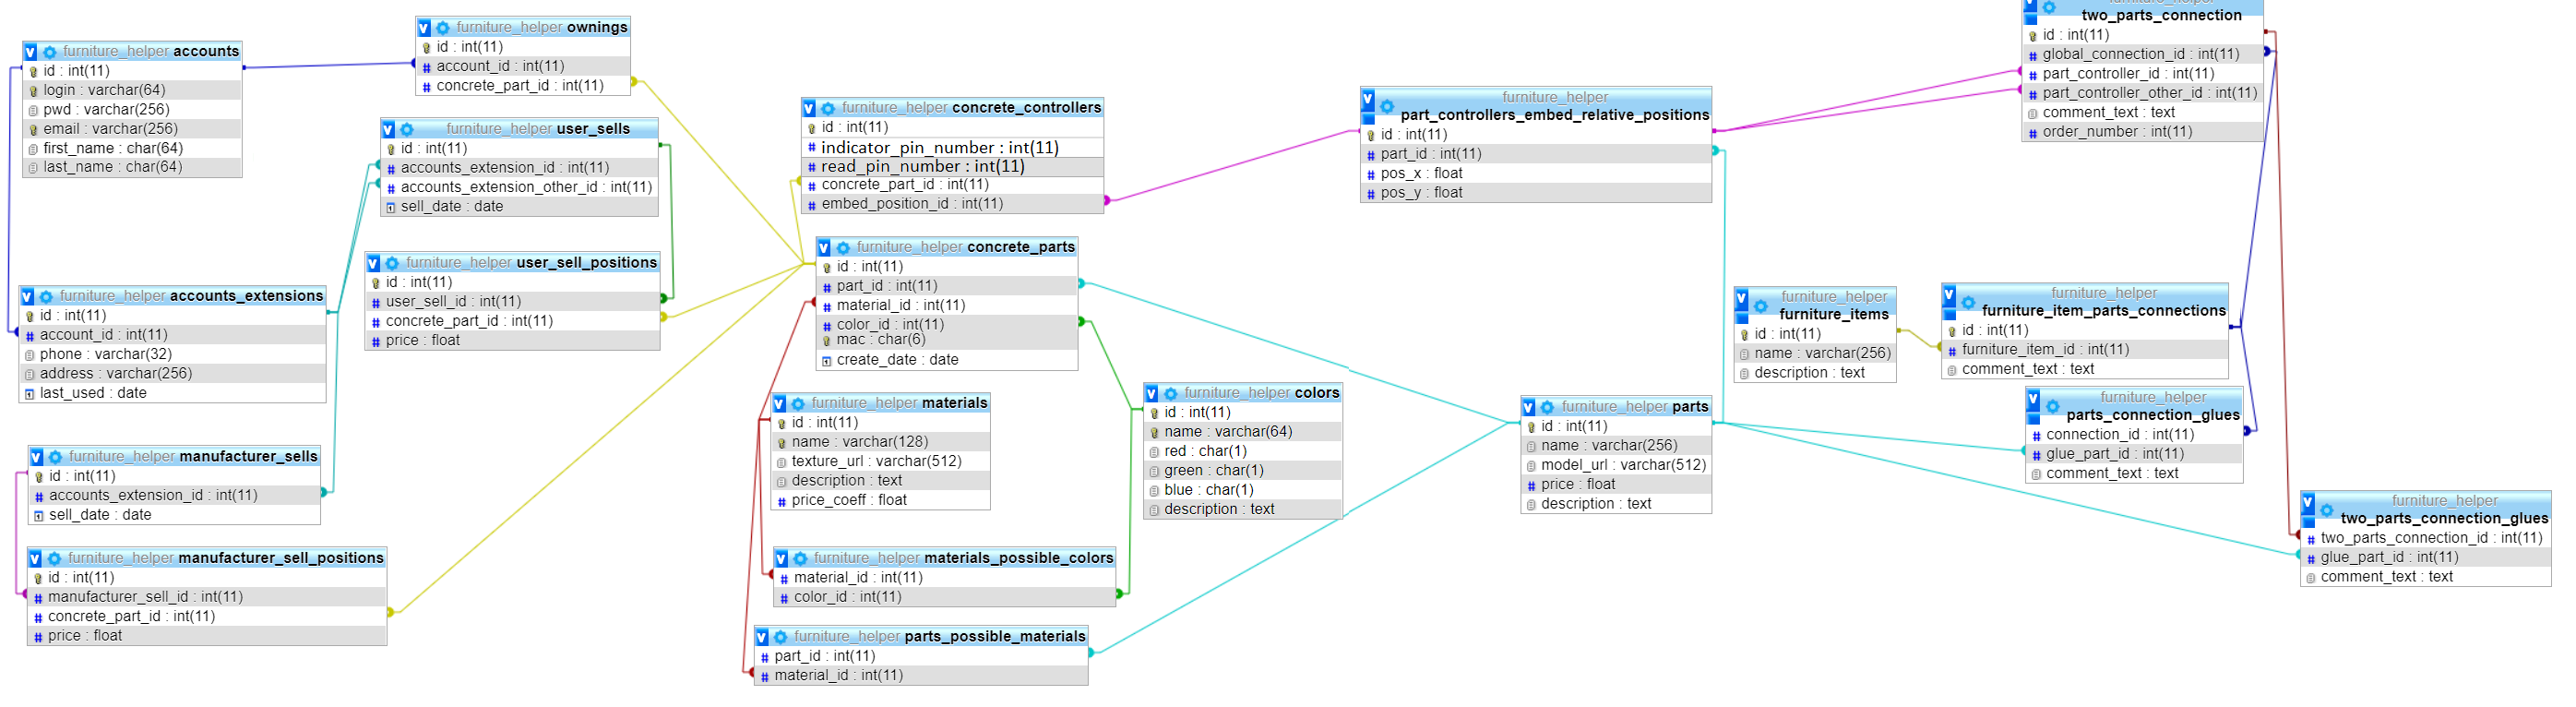 furniture_helper accounts
id : int(11)
login : varchar(64)
pwd : varchar(256)
email : varchar(256)
first_name : char(64)
last_name : char(64)
furniture_helper ownings
id : int(11)
account_id : int(11)
concrete_part_id : int(11)
furniture_helper user_sells
id : int(11)
accounts_extension_id : int(11)
accounts_extension_other_id : int(11)
sell_date : date
furniture_helper user_sell_positions
id : int(11)
user_sell_id : int(11)
concrete_part_id : int(11)
price : float
furniture_helper accounts_extensions
id : int(11)
account_id : int(11)
phone : varchar(32)
address : varchar(256)
last_used : date
furniture_helper manufacturer_sells
id : int(11)
accounts_extension_id : int(11)
sell_date : date
furniture_helper manufacturer_sell_positions
id : int(11)
manufacturer_sell_id : int(11)
concrete_part_id : int(11)
price : float
furniture_helper concrete_controllers
id : int(11)
indicator_pin_number : int(11)
read_pin_number : int(11)
concrete_part_id : int(11)
embed_position_id : int(11)
furniture_helper concrete_parts
id : int(11)
part_id : int(11)
material_id : int(11)
color_id : int(11)
mac : char(6)
create_date : date
furniture_helper materials
id : int(11)
name : varchar(128)
texture_url : varchar(512)
description : text
price_coeff : float
furniture_helper colors
id : int(11)
name : varchar(64)
red : char(1)
green : char(1)
blue : char(1)
description : text
furniture_helper materials_possible_colors
material_id : int(11)
color_id : int(11)
furniture_helper parts_possible_materials
part_id : int(11)
material_id : int(11)
furniture_helper
part_controllers_embed_relative_positions
id : int(11)
part_id : int(11)
pos_x : float
pos_y : float
furniture_helper parts
id : int(11)
name : varchar(256)
model_url : varchar(512)
price : float
description : text
furniture_helper
two_parts_connection
id : int(11)
global_connection_id : int(11)
part_controller_id : int(11)
part_controller_other_id : int(11)
comment_text : text
order_number : int(11)
furniture_helper
furniture_items
id : int(11)
name : varchar(256)
description : text
furniture_helper
furniture_item_parts_connections
id : int(11)
furniture_item_id : int(11)
comment_text : text
furniture_helper
parts_connection_glues
connection_id : int(11)
glue_part_id : int(11)
comment_text : text
furniture_helper
two_parts_connection_glues
two_parts_connection_id : int(11)
glue_part_id : int(11)
comment_text : text